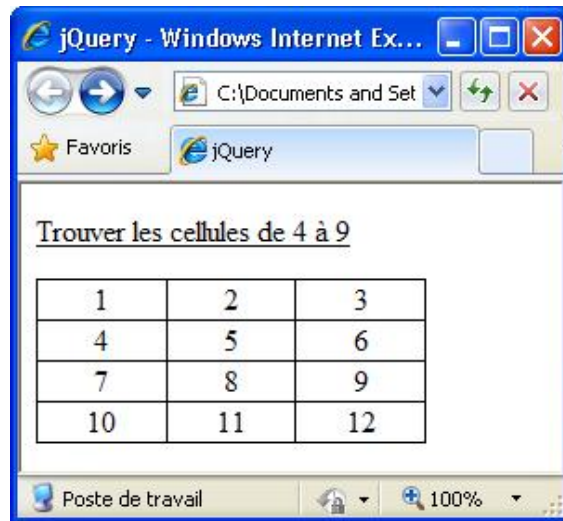 jQuery - Windows Internet Ex...
C:\Documents and Set
Favoris
jQuery
Trouver les cellules de 4 à 9
1 2 3
4 5 6
7 8 9
10 11 12
Poste de travail 100%